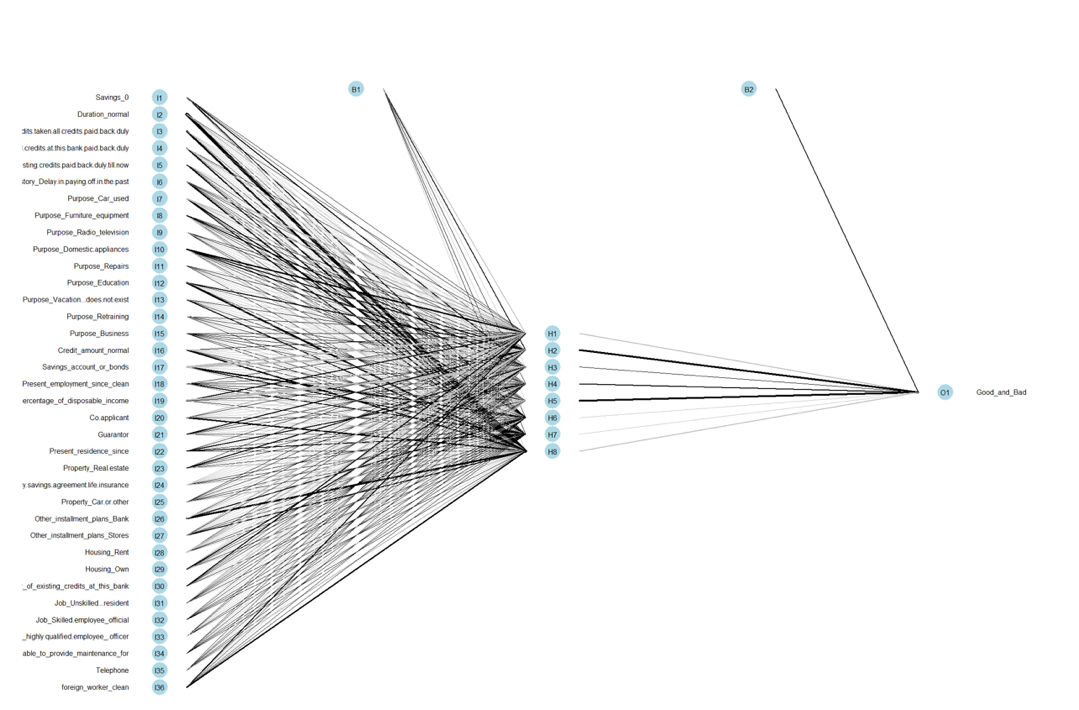 B1
B2
Savings_0 I1
Duration_normal I2
dits.taken.all.credits.paid.back.duly I3
.credits.at.this.bank.paid.back.duly I4
sting.credits.paid.back.duly.till.now I5
story_Delay.in.paying.off.in.the.past I6
Purpose_Car_used I7
Purpose_Furniture_equipment I8
Purpose_Radio_television I9
Purpose_Domestic.appliances I10
Purpose_Repairs I11
Purpose_Education I12
Purpose_Vacation...does.not.exist I13
Purpose_Retraining I14
Purpose_Business I15
Credit_amount_normal I16
Savings_account_or_bonds I17
Present_employment_since_clean I18
ercentage_of_disposable_income I19
Co.applicant I20
Guarantor I21
Present_residence_since I22
Property_Real.estate I23
y.savings.agreement.life.insurance I24
Property_Car.or.other I25
Other_installment_plans_Bank I26
Other_installment_plans_Stores I27
Housing_Rent I28
Housing_Own I29
_of_existing_credits_at_this_bank I30
Job_Unskilled...resident I31
Job_Skilled.employee_official I32
_highly.qualified.employee_.officer I33
able_to_provide_maintenance_for I34
Telephone I35
foreign_worker_clean I36
H1
H2
H3
H4
H5
H6
H7
H8
O1 Good_and_Bad